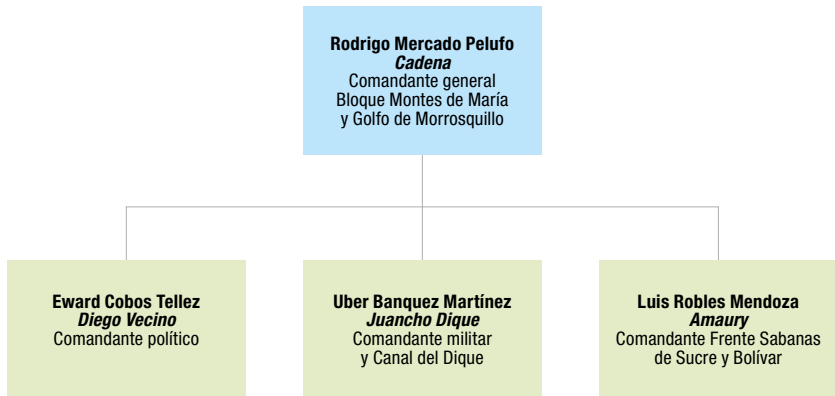 Rodrigo Mercado Pelufo
Cadena
Comandante general
Bloque Montes de María
y Golfo de Morrosquillo
Eward Cobos Tellez
Diego Vecino
Comandante político
Uber Banquez Martínez
Juancho Dique
Comandante militar
y Canal del Dique
Luis Robles Mendoza
Amaury
Comandante Frente Sabanas
de Sucre y Bolívar